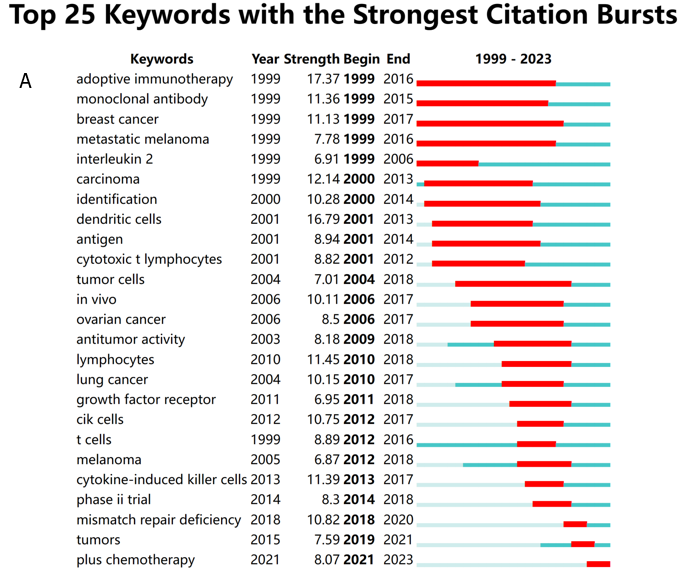 Top 25 Keywords with the Strongest Citation Bursts
Keywords Year Strength Begin End 1999 - 2023
A
adoptive immunotherapy 1999 17.37 1999 2016
monoclonal antibody 1999 11.36 1999 2015
breast cancer 1999 11.13 1999 2017
metastatic melanoma 1999 7.78 1999 2016
interleukin 2 1999 6.91 1999 2006
carcinoma 1999 12.14 2000 2013
identification 2000 10.28 2000 2014
dendritic cells 2001 16.79 2001 2013
antigen 2001 8.94 2001 2014
cytotoxic t lymphocytes 2001 8.82 2001 2012
tumor cells 2004 7.01 2004 2018
in vivo 2006 10.11 2006 2017
ovarian cancer 2006 8.5 2006 2017
antitumor activity 2003 8.18 2009 2018
lymphocytes 2010 11.45 2010 2018
lung cancer 2004 10.15 2010 2017
growth factor receptor 2011 6.95 2011 2018
cik cells 2012 10.75 2012 2017
t cells 1999 8.89 2012 2016
melanoma 2005 6.87 2012 2018
cytokine-induced killer cells 2013 11.39 2013 2017
phase ii trial 2014 8.3 2014 2018
mismatch repair deficiency 2018 10.82 2018 2020
tumors 2015 7.59 2019 2021
plus chemotherapy 2021 8.07 2021 2023